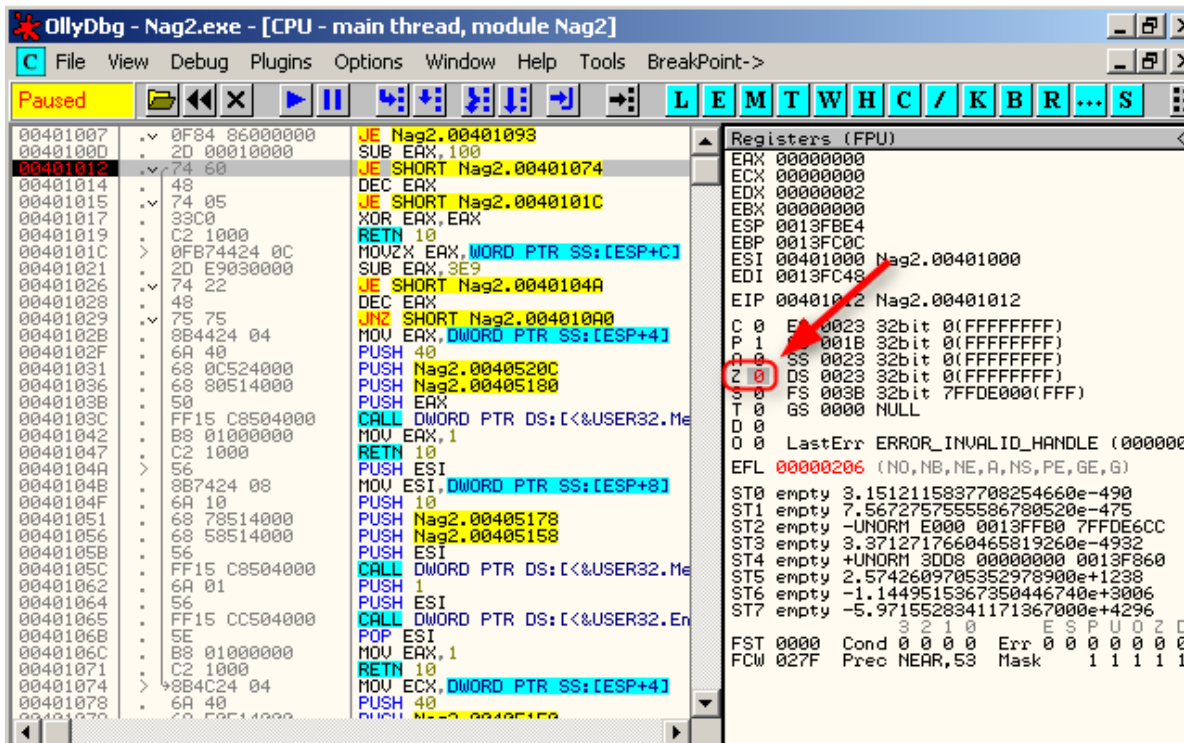 OllyDbg - Nag2.exe - [CPU - main thread, module Nag2]
C File View Debug Plugins Options Window Help Tools BreakPoint->
Paused L E M T W H C / K B R ... S
00401007 .v 0F84 86000000 JE Nag2.00401093
0040100D . 2D 00010000 SUB EAX,100
00401012 .v 74 60 JE SHORT Nag2.00401074
00401014 . 48 DEC EAX
00401015 .v 74 05 JE SHORT Nag2.0040101C
00401017 . 33C0 XOR EAX,EAX
00401019 . C2 1000 RETN 10
0040101C > 0FB74424 0C MOVZX EAX,WORD PTR SS:[ESP+C]
00401021 . 2D E9030000 SUB EAX,3E9
00401026 .v 74 22 JE SHORT Nag2.0040104A
00401028 . 48 DEC EAX
00401029 .v 75 75 JNZ SHORT Nag2.004010A0
0040102B . 8B4424 04 MOV EAX,DWORD PTR SS:[ESP+4]
0040102F . 6A 40 PUSH 40
00401031 . 68 0C524000 PUSH Nag2.0040520C
00401036 . 68 80514000 PUSH Nag2.00405180
0040103B . 50 PUSH EAX
0040103C . FF15 C8504000 CALL DWORD PTR DS:[<&USER32.Me
00401042 . B8 01000000 MOV EAX,1
00401047 . C2 1000 RETN 10
0040104A > 56 PUSH ESI
0040104B . 8B7424 08 MOV ESI,DWORD PTR SS:[ESP+8]
0040104F . 6A 10 PUSH 10
00401051 . 68 78514000 PUSH Nag2.00405178
00401056 . 68 58514000 PUSH Nag2.00405158
0040105B . 56 PUSH ESI
0040105C . FF15 C8504000 CALL DWORD PTR DS:[<&USER32.Me
00401062 . 6A 01 PUSH 1
00401064 . 56 PUSH ESI
00401065 . FF15 CC504000 CALL DWORD PTR DS:[<&USER32.En
0040106B . 5E POP ESI
0040106C . B8 01000000 MOV EAX,1
00401071 . C2 1000 RETN 10
00401074 > 8B4C24 04 MOV ECX,DWORD PTR SS:[ESP+4]
00401078 . 6A 40 PUSH 40
Registers (FPU) <
EAX 00000000
ECX 00000000
EDX 00000002
EBX 00000000
ESP 0013FBE4
EBP 0013FC0C
ESI 00401000 Nag2.00401000
EDI 0013FC48
EIP 00401012 Nag2.00401012
C 0 0023 32bit 0(FFFFFFFF)
P 1 001B 32bit 0(FFFFFFFF)
A 0 SS 0023 32bit 0(FFFFFFFF)
Z 0 DS 0023 32bit 0(FFFFFFFF)
S 0 FS 003B 32bit 7FFDE000(FFF)
T 0 GS 0000 NULL
D 0
O 0 LastErr ERROR_INVALID_HANDLE (000000
EFL 00000206 (NO,NB,NE,A,NS,PE,GE,G)
ST0 empty 3.1512115837708254660e-490
ST1 empty 7.5672757555586780520e-475
ST2 empty -UNORM E000 0013FFB0 7FFDE6CC
ST3 empty 3.3712717660465819260e-4932
ST4 empty +UNORM 3DD8 00000000 0013F860
ST5 empty 2.5742609705352978900e+1238
ST6 empty -1.1449515367350446740e+3006
ST7 empty -5.9715528341171367000e+4296
3 2 1 0 E S P U O Z D
FST 0000 Cond 0 0 0 0 Err 0 0 0 0 0 0 0
FCW 027F Prec NEAR,53 Mask 1 1 1 1 1